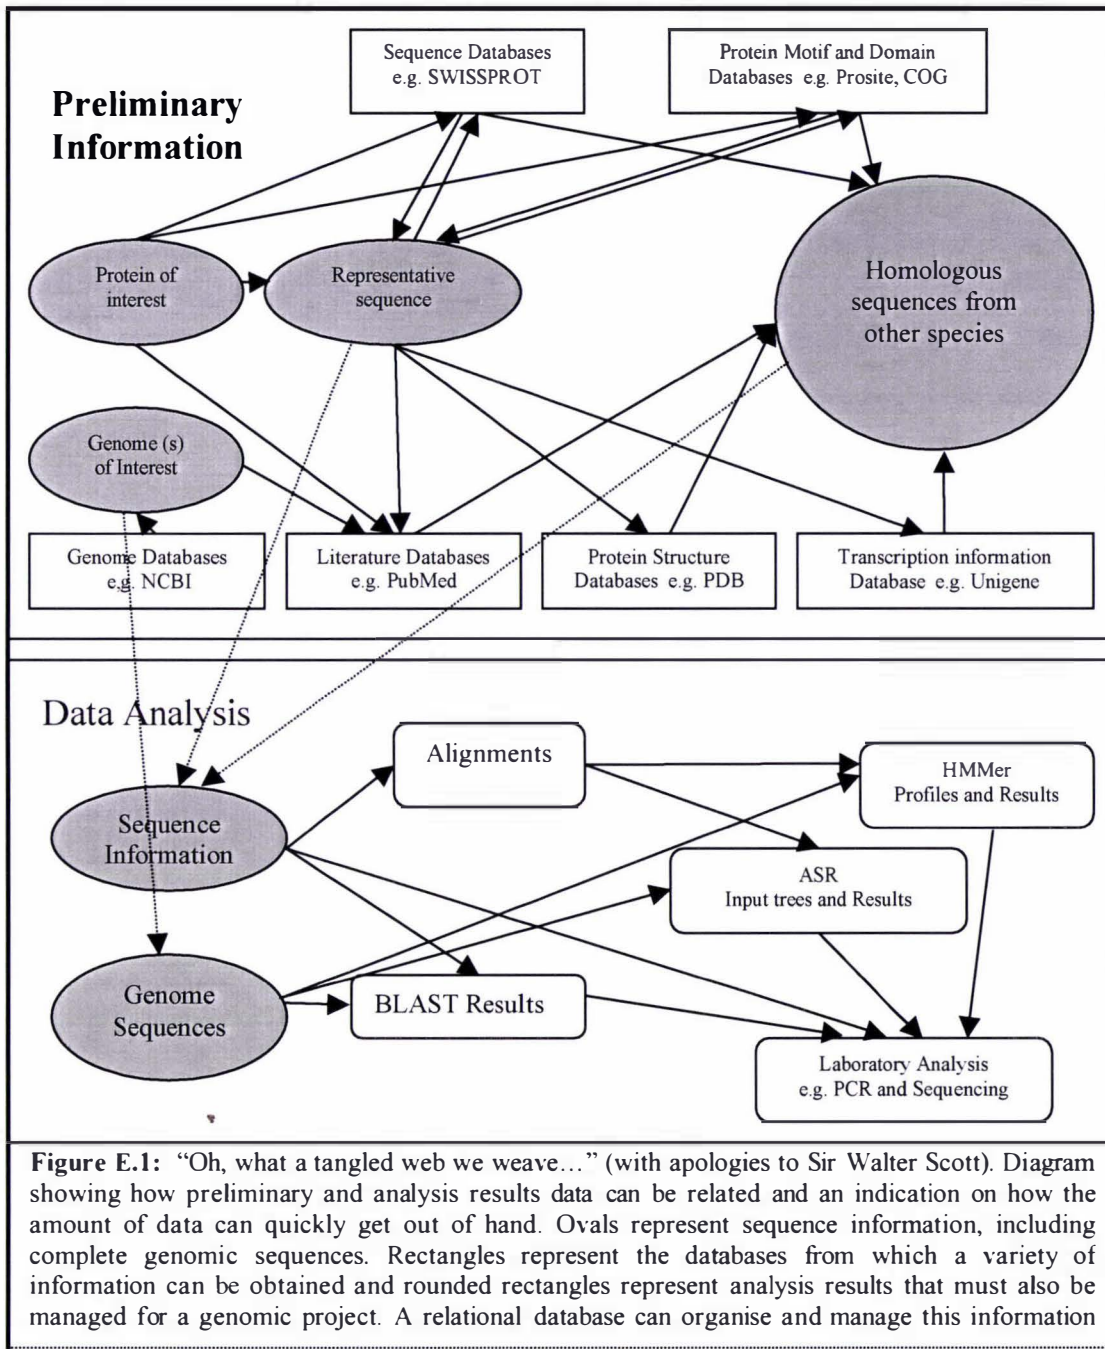 Sequence Databases
e.g. SWISSPROT
Protein Motif and Domain
Databases e.g. Prosite, COG
Preliminary
Information
Protein of
interest
Representative
sequence
Homologous
sequences from
other species
Genome (s)
of Interest
Genome Databases
e,g. NCBI
Literature Databases
e.g. PubMed
Protein Structure
Databases e.g. PDB
Transcription information
Database e.g. Unigene
Data Analysis
Alignments
HMMer
Profiles and Results
Sequence
Information
ASR
Input trees and Results
Genome
Sequences
BLAST Results
Laboratory Analysis
e.g. PCR and Sequencing
Figure E.1: “Oh, what a tangled web we weave...” (with apologies to Sir Walter Scott). Diagram
showing how preliminary and analysis results data can be related and an indication on how the
amount of data can quickly get out of hand. Ovals represent sequence information, including
complete genomic sequences. Rectangles represent the databases from which a variety of
information can be obtained and rounded rectangles represent analysis results that must also be
managed for a genomic project. A relational database can organise and manage this information